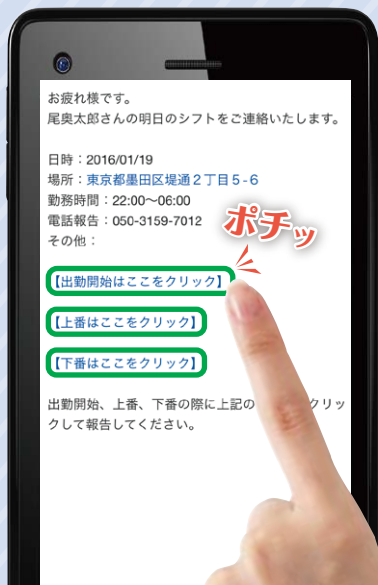 お疲れ様です。
尾奥太郎さんの明日のシフトをご連絡いたします。
日時：2016/01/19
場所：東京都墨田区堤通２丁目５-６
勤務時間：22:00〜06:00
電話報告：050-3159-7012
その他：
ポチッ
【出勤開始はここをクリック】
【上番はここをクリック】
【下番はここをクリック】
出勤開始、上番、下番の際に上記の クリッ
クして報告してください。